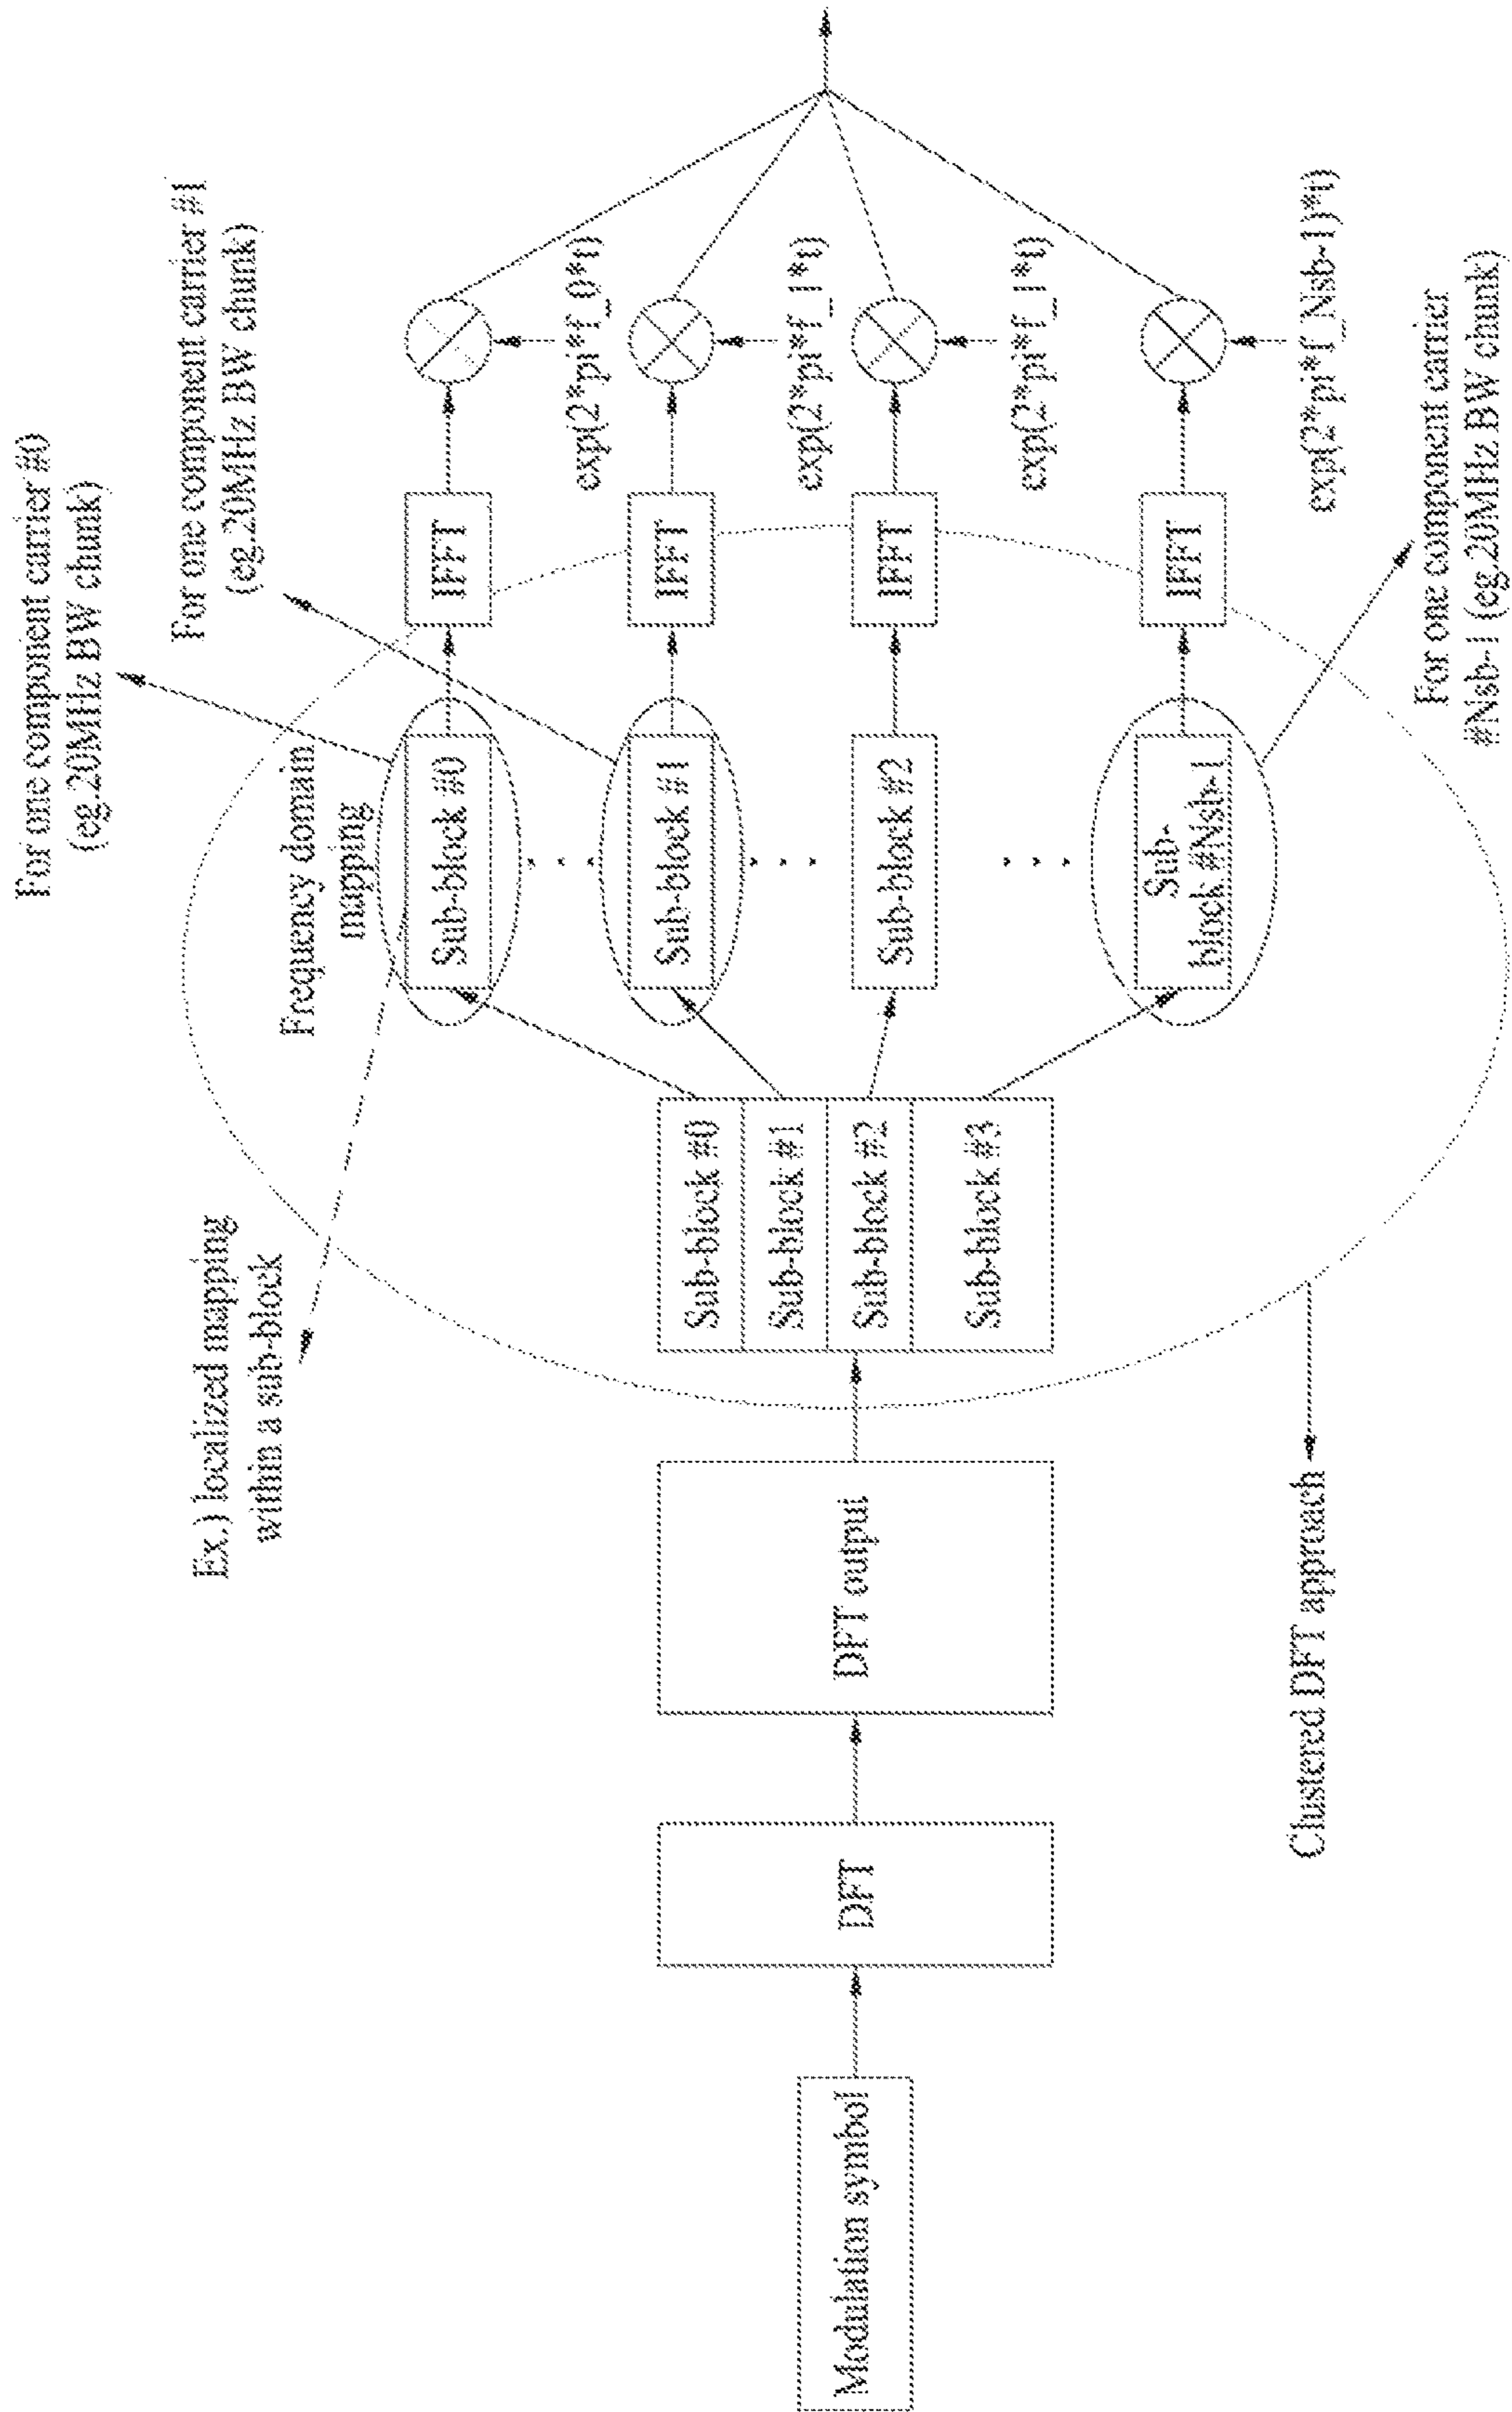 For one component carrier #0
(eg.20MHz BW chunk)
For one component carrier #1
(eg.20MHz BW chunk)
Ex.) localized mapping
within a sub-block
Frequency domain
mapping
Modulation symbol
DFT
DFT output
Sub-block #0
Sub-block #1
Sub-block #2
Sub-block #3
Sub-block #0
IFFT
exp(2*pi*f_0*t)
Sub-block #1
IFFT
exp(2*pi*f_1*t)
Sub-block #2
IFFT
exp(2*pi*f_1*t)
Sub-
block #Nsb-1
IFFT
exp(2*pi*f_Nsb-1)*t)
Clustered DFT approach
For one component carrier
#Nsb-1 (eg.20MHz BW chunk)